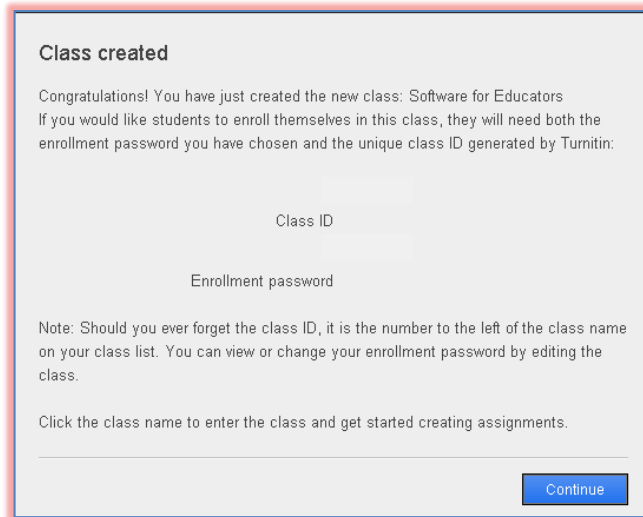 Class created
Congratulations! You have just created the new class: Software for Educators
If you would like students to enroll themselves in this class, they will need both the
enrollment password you have chosen and the unique class ID generated by Turnitin:
Class ID
Enrollment password
Note: Should you ever forget the class ID, it is the number to the left of the class name
on your class list. You can view or change your enrollment password by editing the
class.
Click the class name to enter the class and get started creating assignments.
Continue